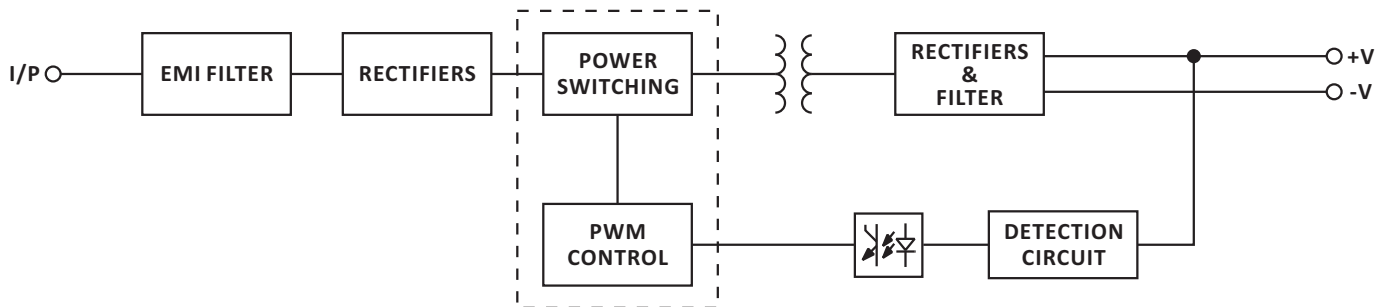 I/P
EMI FILTER
RECTIFIERS
POWER
SWITCHING
RECTIFIERS
&
FILTER
+V
-V
PWM
CONTROL
DETECTION
CIRCUIT